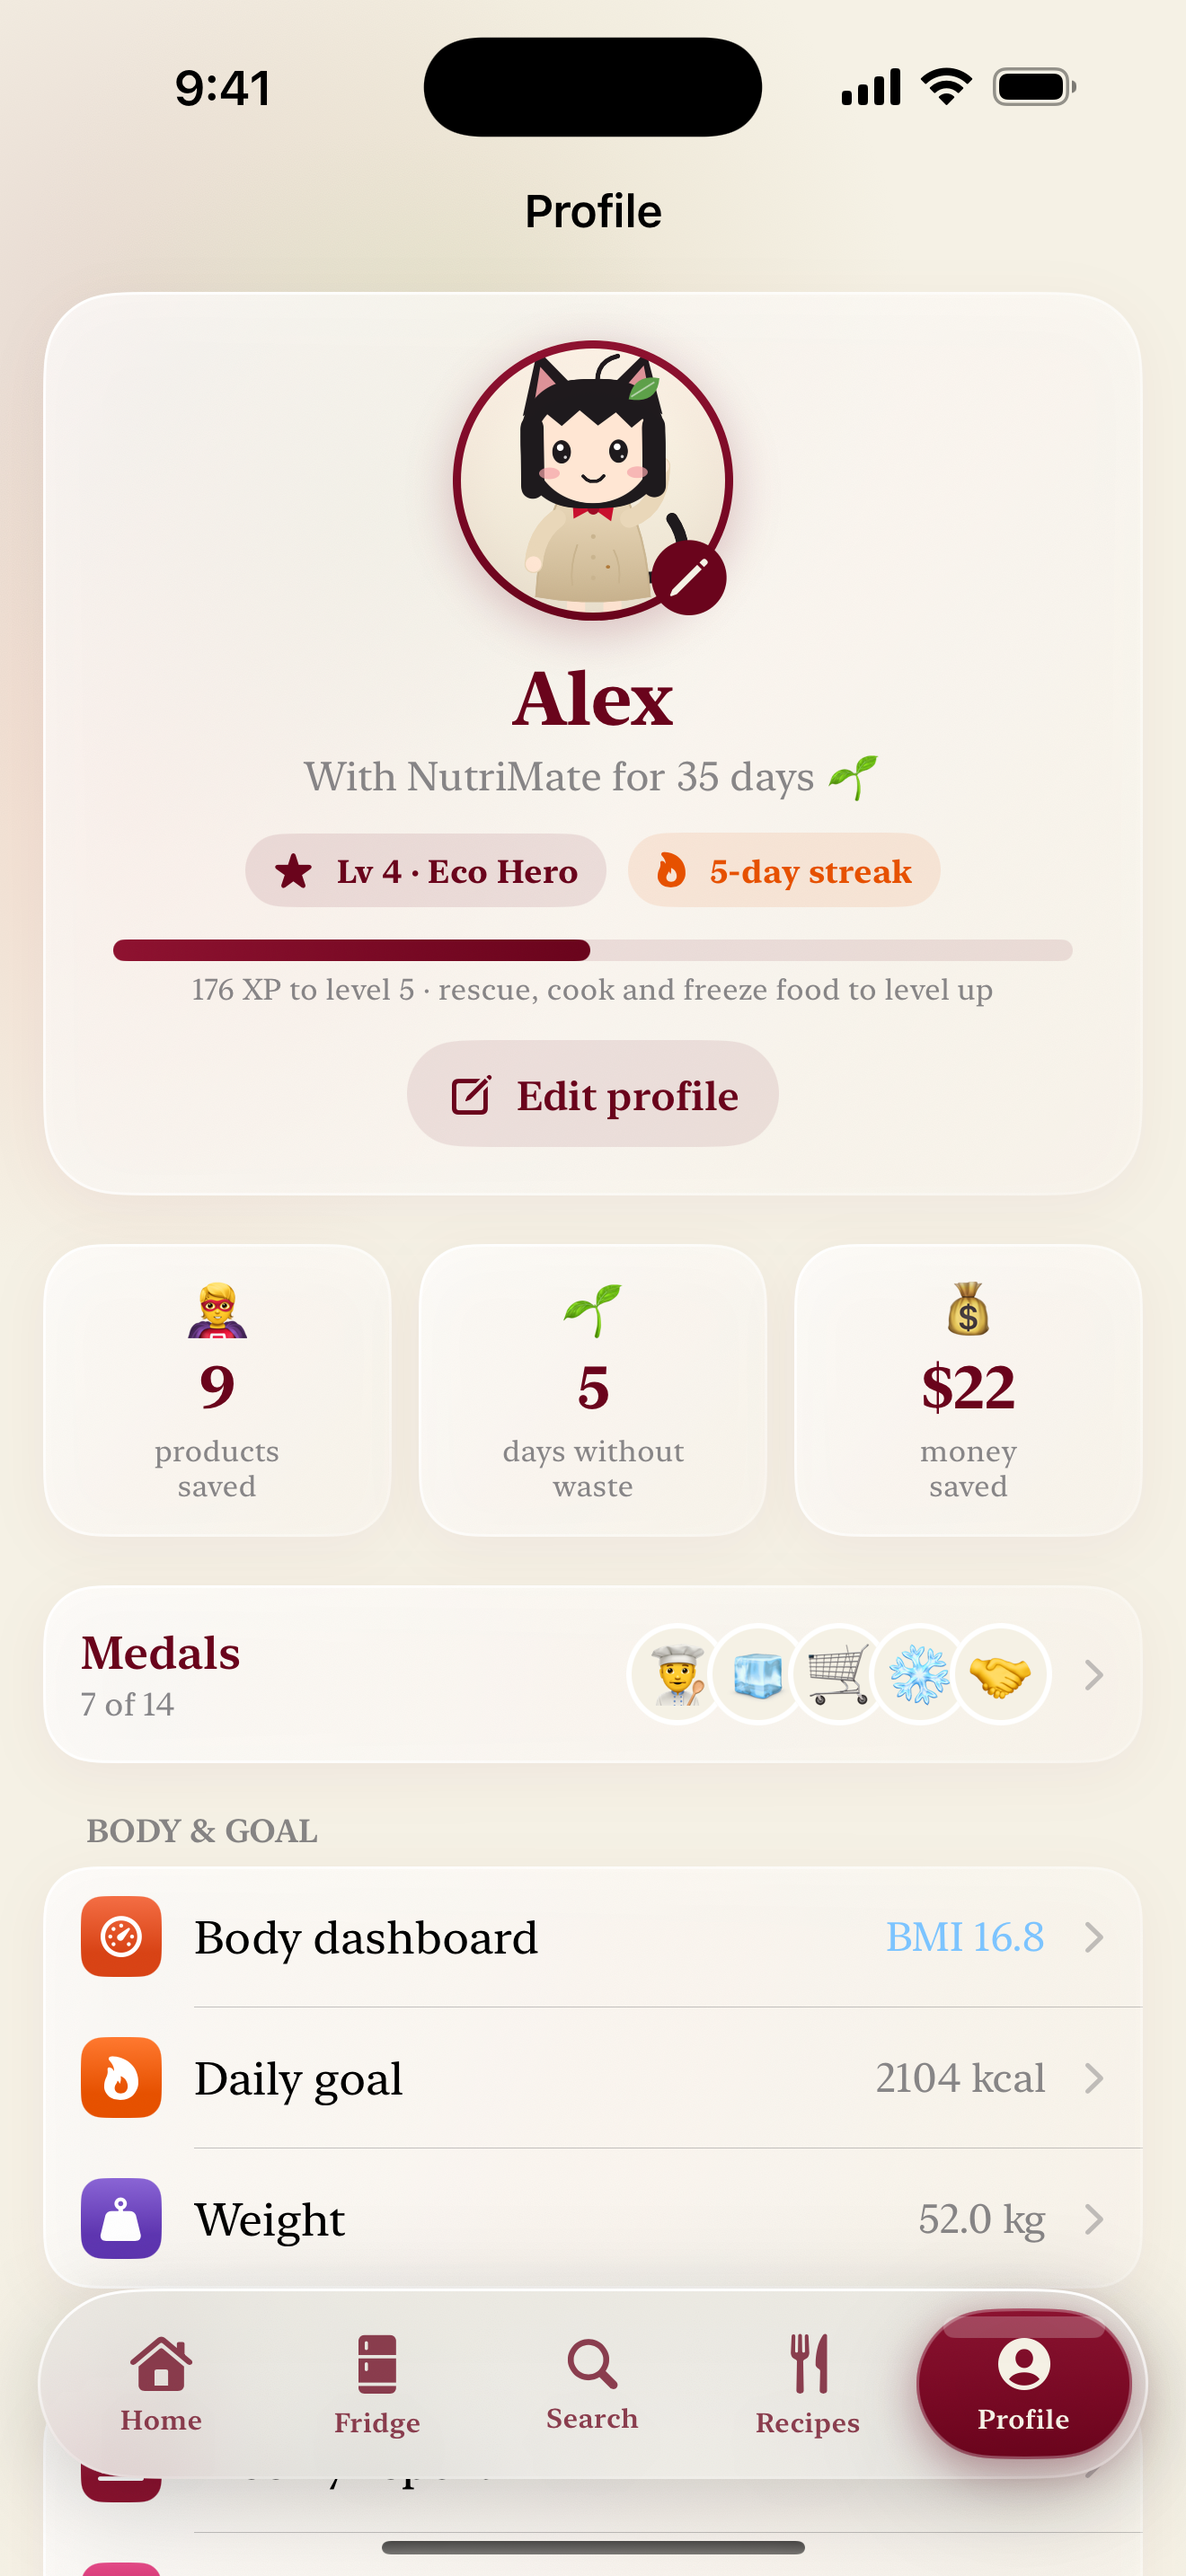 9:41
Profile
Alex
With NutriMate for 35 days
Lv 4 · Eco Hero
5-day streak
176 XP to level 5 · rescue, cook and freeze food to level up
Edit profile
9
products
saved
5
days without
waste
$22
money
saved
Medals
7 of 14
BODY & GOAL
Body dashboard
BMI 16.8
Daily goal
2104 kcal
Weight
52.0 kg
Home
Fridge
Search
Recipes
Profile